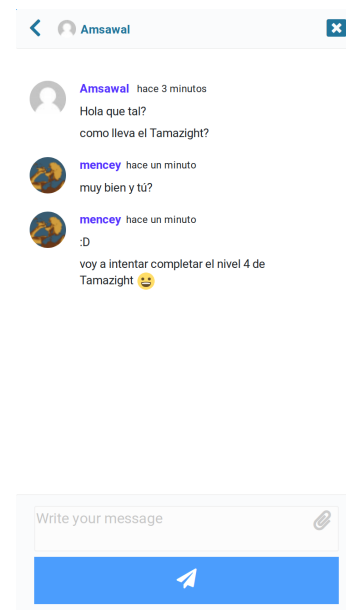 Amsawal
Amsawal hace 3 minutos
Hola que tal?
como lleva el Tamazight?
mencey hace un minuto
muy bien y tú?
mencey hace un minuto
:D
voy a intentar completar el nivel 4 de
Tamazight 😀
Write your message